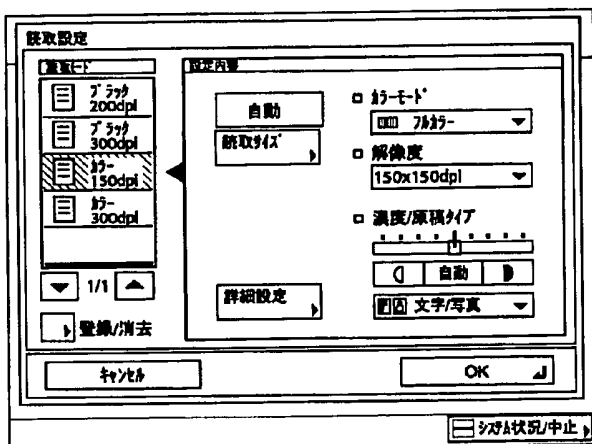 読取設定
読取ﾓｰﾄﾞ
ﾌﾞﾗｯｸ
200dpi
ﾌﾞﾗｯｸ
300dpi
ｶﾗｰ
150dpi
ｶﾗｰ
300dpi
1/1
登録/消去
設定内容
自動
読取ｻｲｽﾞ
詳細設定
ｶﾗｰﾓｰﾄﾞ
ﾌﾙｶﾗｰ
解像度
150x150dpi
濃度/原稿ﾀｲﾌﾟ
自動
文字/写真
ｷｬﾝｾﾙ
OK
ｼｽﾃﾑ状況/中止